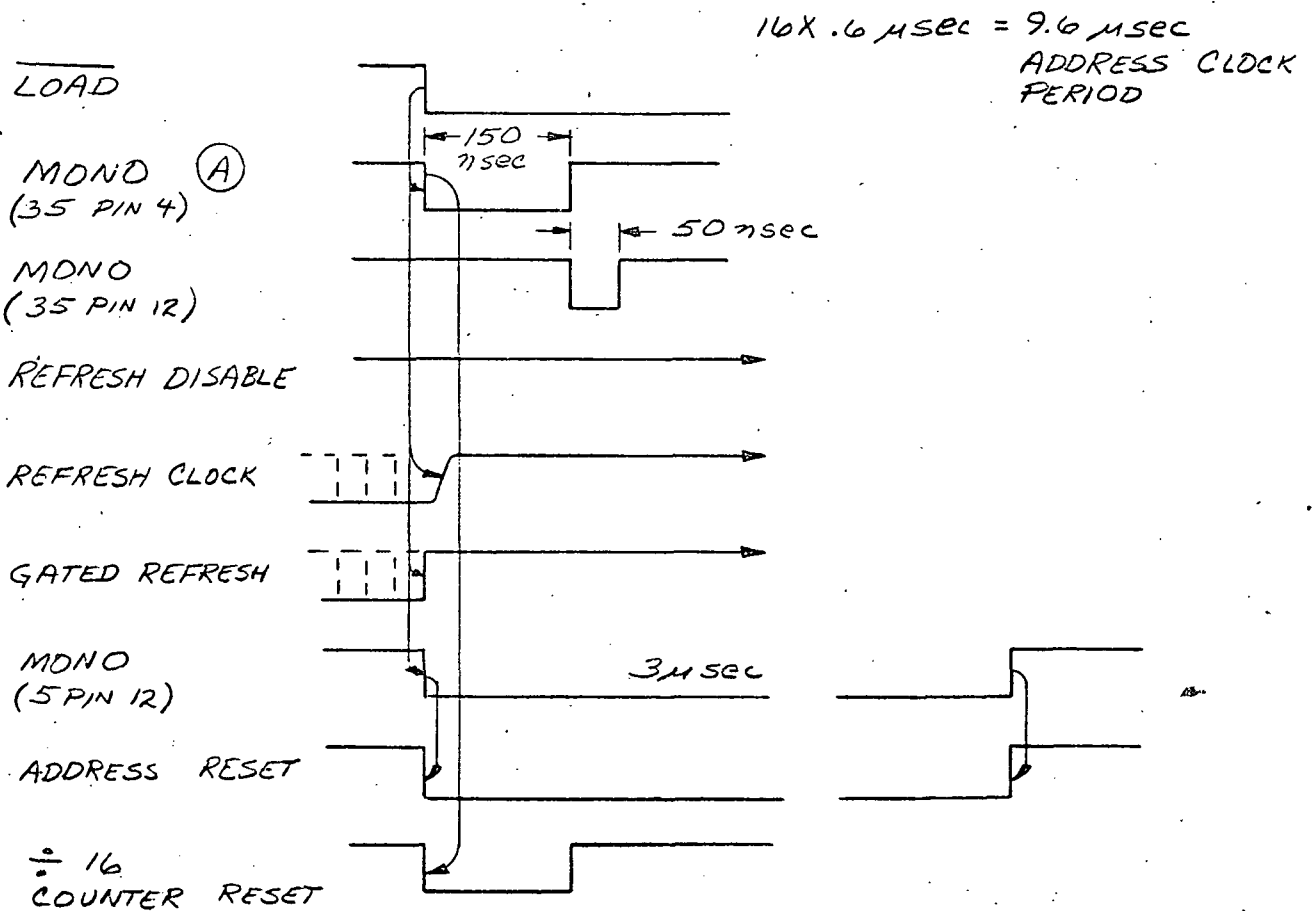 16X .6 μsec = 9.6 μsec
ADDRESS CLOCK
PERIOD
LOAD
150
nsec
MONO (A)
(35 PIN 4)
50 nsec
MONO
(35 PIN 12)
REFRESH DISABLE
REFRESH CLOCK
GATED REFRESH
MONO
(5 PIN 12)
3μ sec
ADDRESS RESET
÷ 16
COUNTER RESET